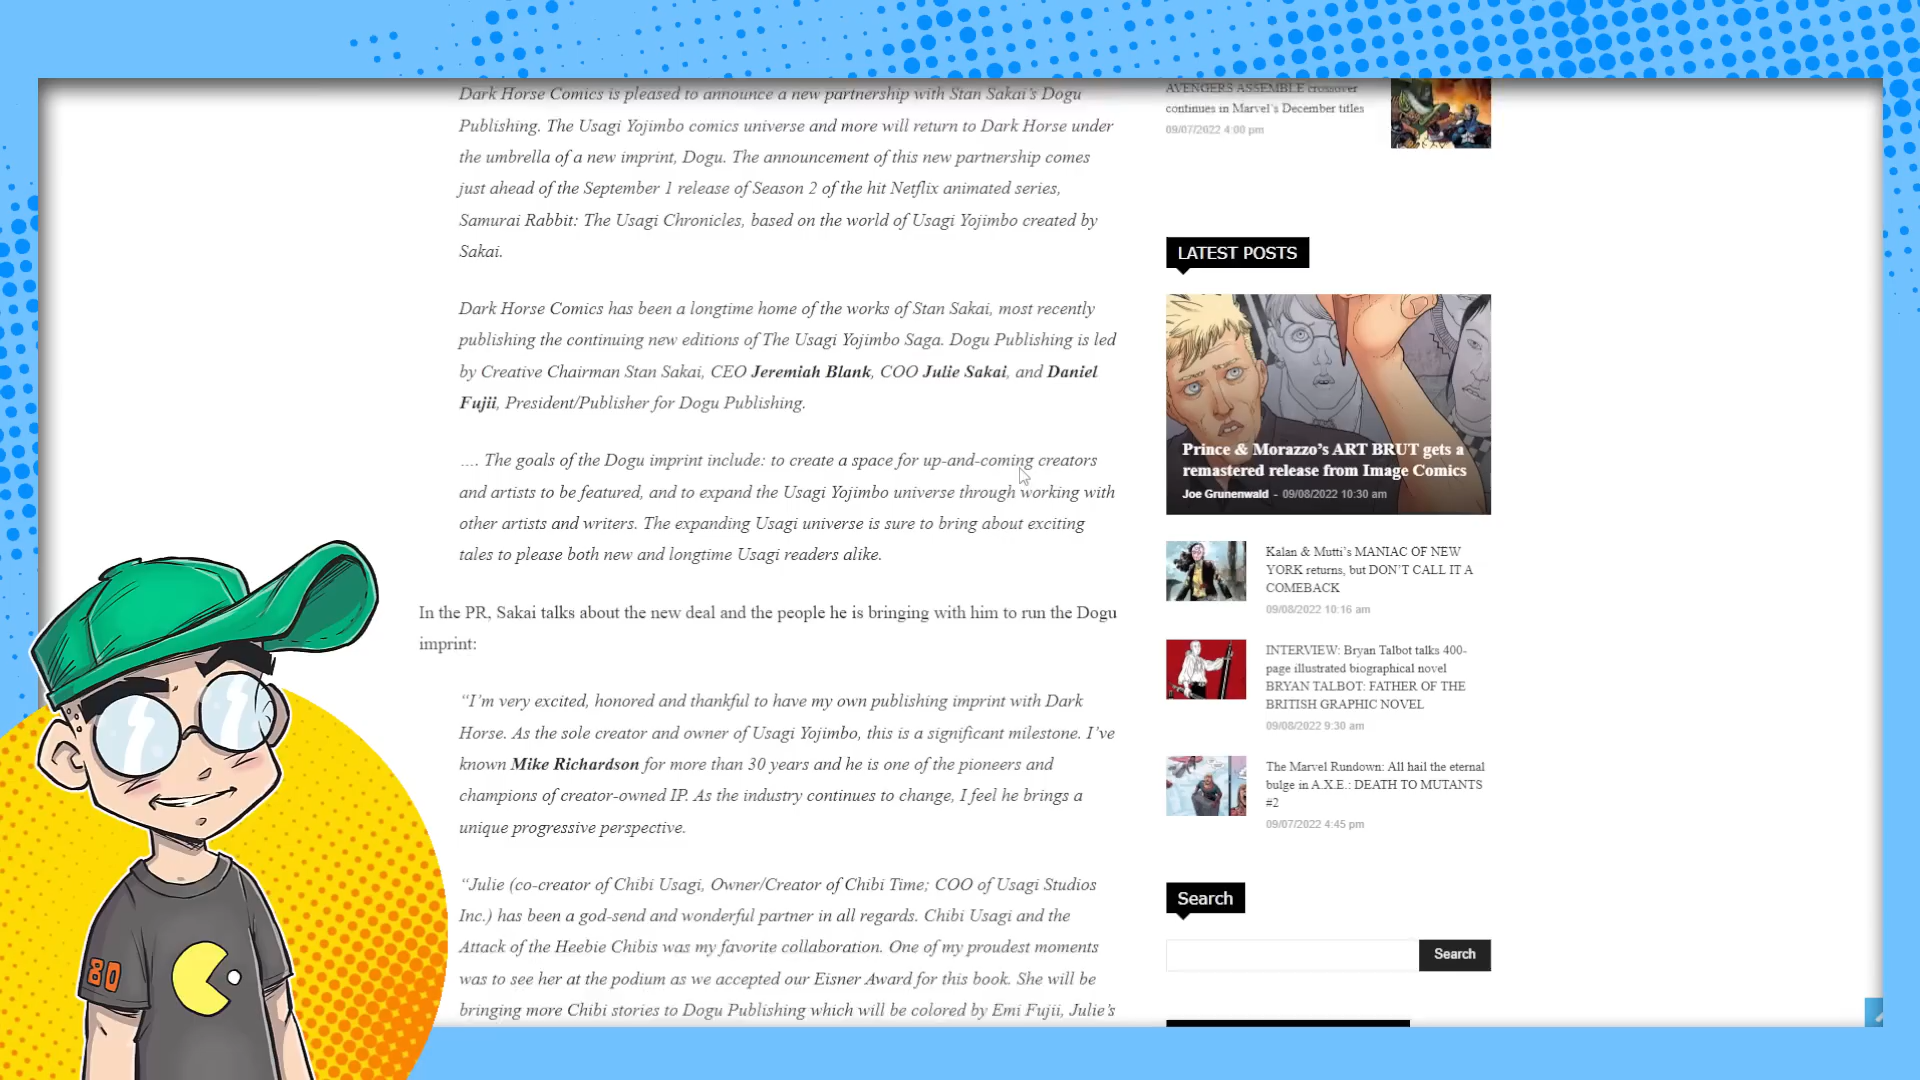 Dark Horse Comics is pleased to announce a new partnership with Stan Sakai's Dogu
Publishing. The Usagi Yojimbo comics universe and more will return to Dark Horse under
the umbrella of a new imprint, Dogu. The announcement of this new partnership comes
just ahead of the September 1 release of Season 2 of the hit Netflix animated series,
Samurai Rabbit: The Usagi Chronicles, based on the world of Usagi Yojimbo created by
Sakai.
Dark Horse Comics has been a longtime home of the works of Stan Sakai, most recently
publishing the continuing new editions of The Usagi Yojimbo Saga. Dogu Publishing is led
by Creative Chairman Stan Sakai, CEO Jeremiah Blank, COO Julie Sakai, and Daniel
Fujii, President/Publisher for Dogu Publishing.
.... The goals of the Dogu imprint include: to create a space for up-and-coming creators
and artists to be featured, and to expand the Usagi Yojimbo universe through working with
other artists and writers. The expanding Usagi universe is sure to bring about exciting
tales to please both new and longtime Usagi readers alike.
In the PR, Sakai talks about the new deal and the people he is bringing with him to run the Dogu
imprint:
“I’m very excited, honored and thankful to have my own publishing imprint with Dark
Horse. As the sole creator and owner of Usagi Yojimbo, this is a significant milestone. I’ve
known Mike Richardson for more than 30 years and he is one of the pioneers and
champions of creator-owned IP. As the industry continues to change, I feel he brings a
unique progressive perspective.
“Julie (co-creator of Chibi Usagi, Owner/Creator of Chibi Time; COO of Usagi Studios
Inc.) has been a god-send and wonderful partner in all regards. Chibi Usagi and the
Attack of the Heebie Chibis was my favorite collaboration. One of my proudest moments
was to see her at the podium as we accepted our Eisner Award for this book. She will be
bringing more Chibi stories to Dogu Publishing which will be colored by Emi Fujii, Julie’s
AVENGERS ASSEMBLE crossover
continues in Marvel’s December titles
09/07/2022 4:00 pm
LATEST POSTS
Prince & Morazzo’s ART BRUT gets a
remastered release from Image Comics
Joe Grunenwald - 09/08/2022 10:30 am
Kalan & Mutti’s MANIAC OF NEW
YORK returns, but DON’T CALL IT A
COMEBACK
09/08/2022 10:16 am
INTERVIEW: Bryan Talbot talks 400-
page illustrated biographical novel
BRYAN TALBOT: FATHER OF THE
BRITISH GRAPHIC NOVEL
09/08/2022 9:30 am
The Marvel Rundown: All hail the eternal
bulge in A.X.E.: DEATH TO MUTANTS
#2
09/07/2022 4:45 pm
Search
Search
80